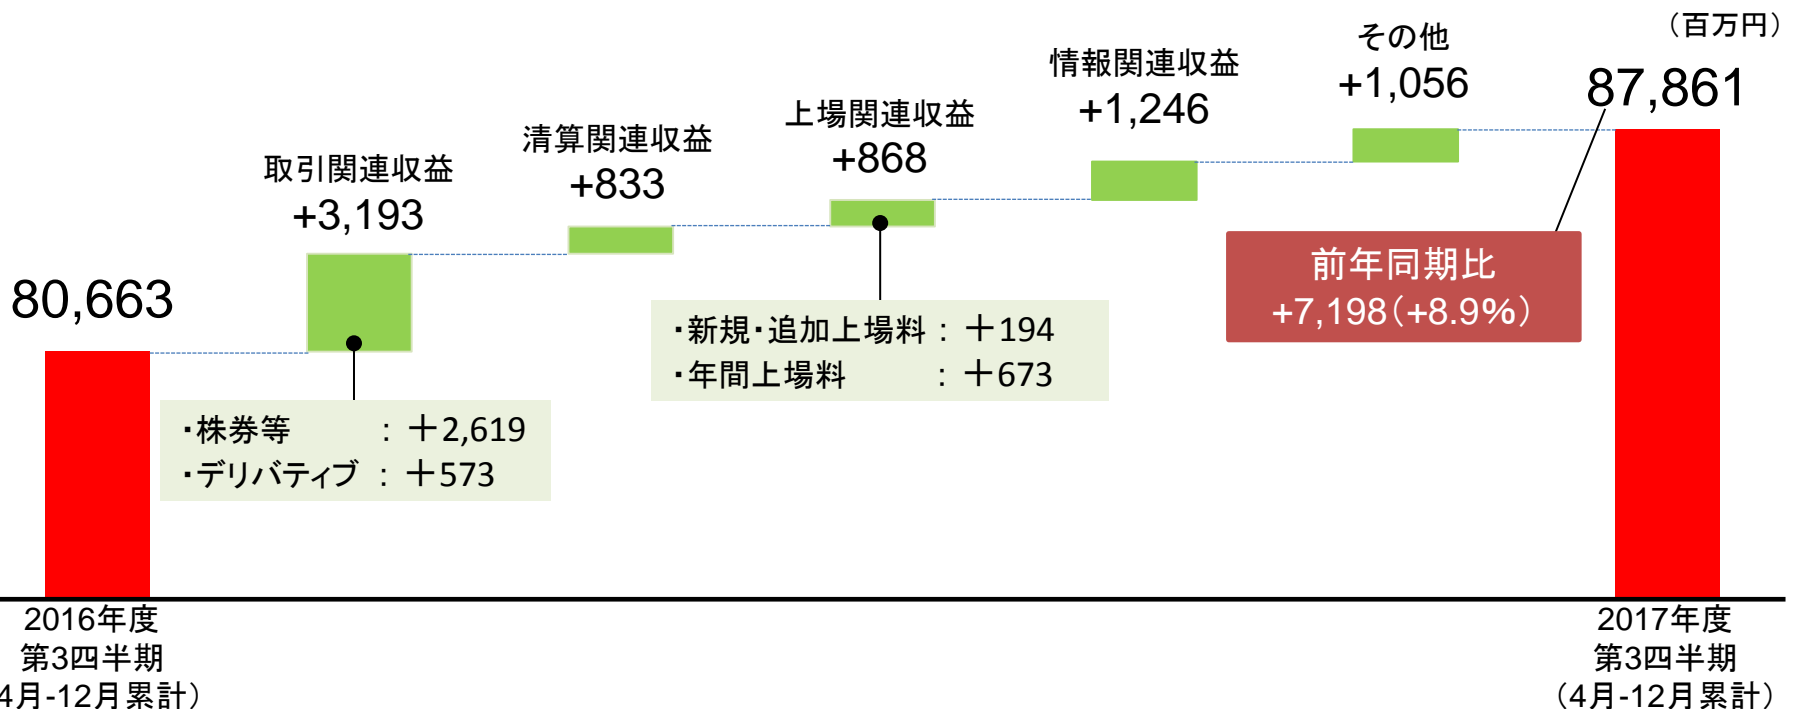 （百万円）
80,663
取引関連収益
+3,193
清算関連収益
+833
上場関連収益
+868
情報関連収益
+1,246
その他
+1,056
87,861
前年同期比
+7,198（+8.9%）
・新規・追加上場料 : ＋194
・年間上場料 : ＋673
・株券等 : ＋2,619
・デリバティブ : ＋573
2016年度
第3四半期
4月-12月累計）
2017年度
第3四半期
（4月-12月累計）